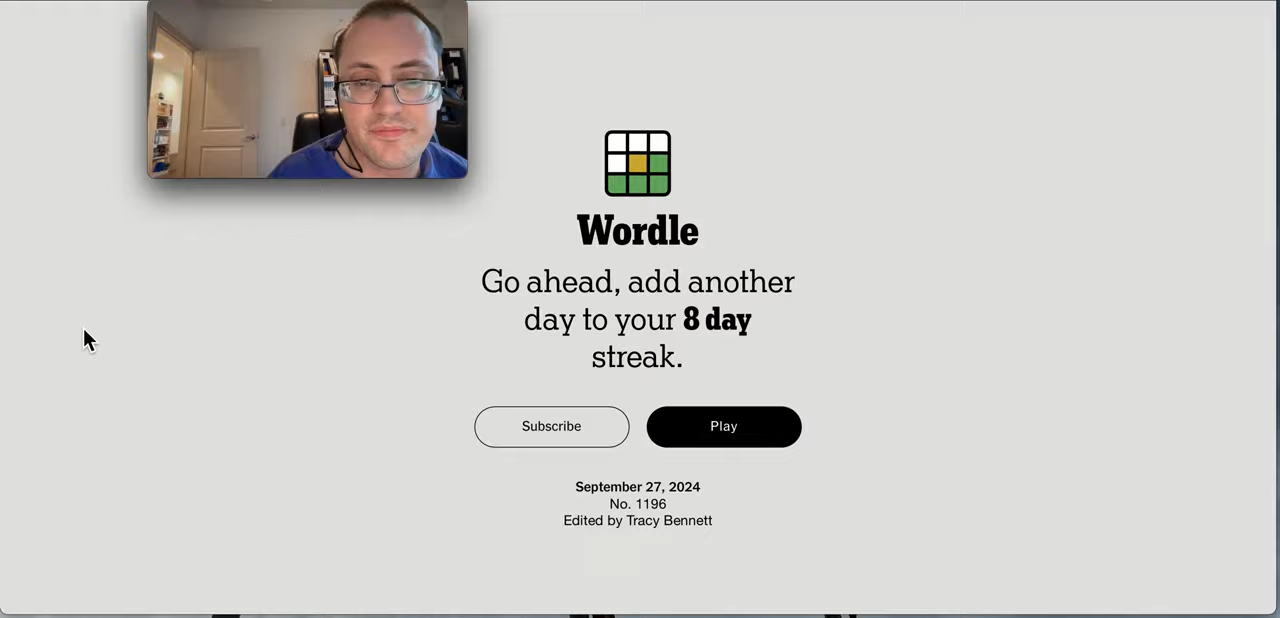 Wordle
Go ahead, add another
day to your 8 day
streak.
Subscribe
Play
September 27, 2024
No. 1196
Edited by Tracy Bennett